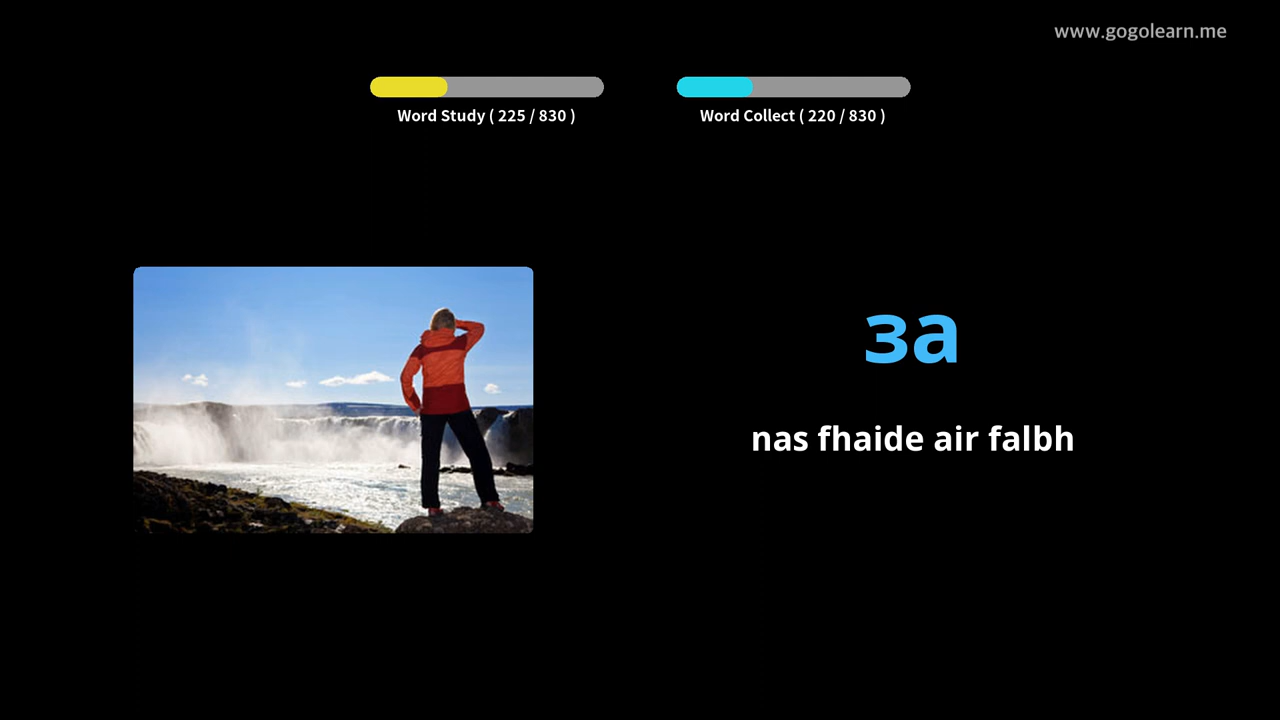 www.gogolearn.me
Word Study ( 225 / 830 )
Word Collect ( 220 / 830 )
за
nas fhaide air falbh